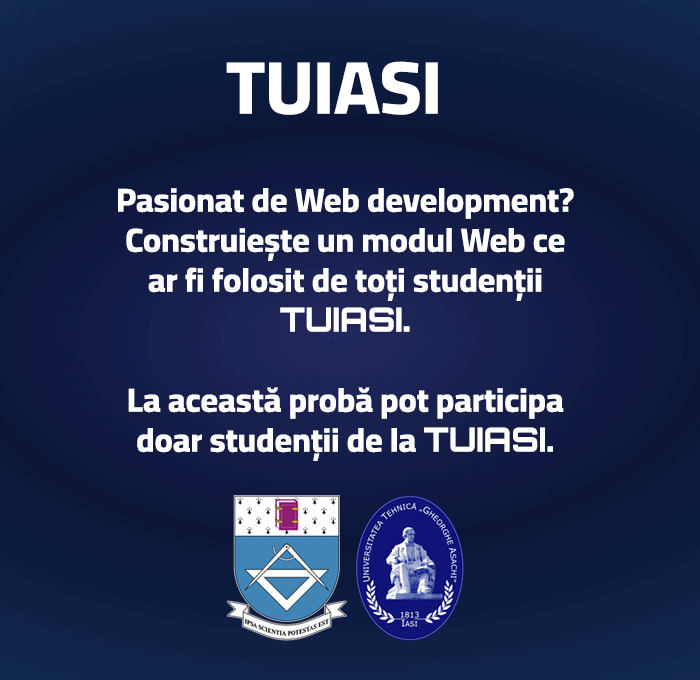 TUIASI
Pasionat de Web development?
Construiește un modul Web ce
ar fi folosit de toți studenții
TUIASI.
La această probă pot participa
doar studenții de la TUIASI.
IPSA SCIENTIA POTESTAS EST
UNIVERSITATEA TEHNICĂ „GHEORGHE ASACHI”
1813
IASI